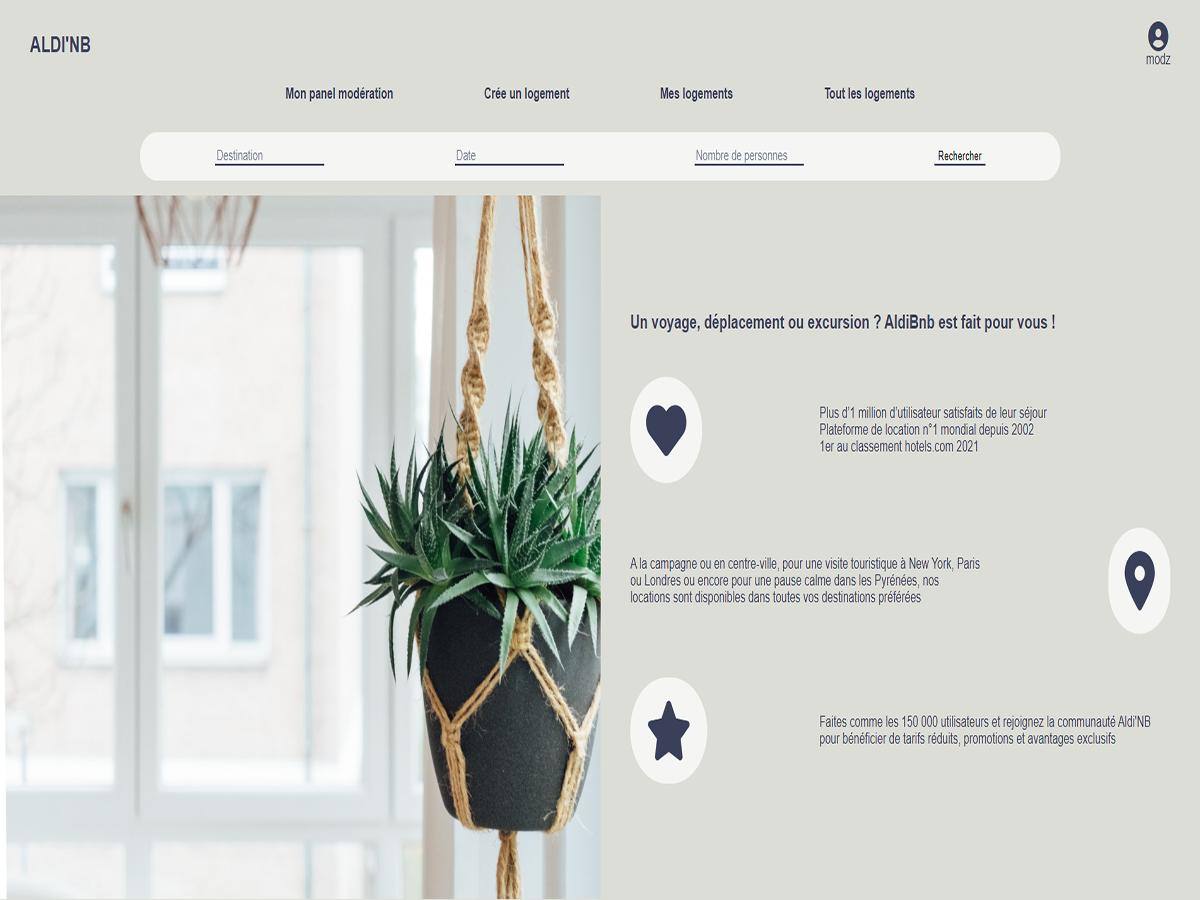 ALDI'NB
modz
Mon panel modération
Crée un logement
Mes logements
Tout les logements
Destination
Date
Nombre de personnes
Rechercher
Un voyage, déplacement ou excursion ? AldiBnb est fait pour vous !
Plus d'1 million d'utilisateur satisfaits de leur séjour
Plateforme de location n°1 mondial depuis 2002
1er au classement hotels.com 2021
A la campagne ou en centre-ville, pour une visite touristique à New York, Paris
ou Londres ou encore pour une pause calme dans les Pyrénées, nos
locations sont disponibles dans toutes vos destinations préférées
Faites comme les 150 000 utilisateurs et rejoignez la communauté Aldi'NB
pour bénéficier de tarifs réduits, promotions et avantages exclusifs